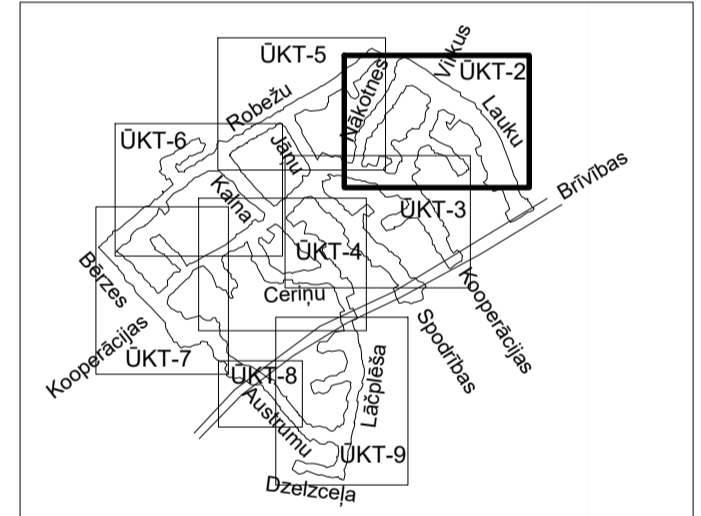 ŪKT-5
Vilkus
ŪKT-2
Nākotnes
Robežu
Lauku
ŪKT-6
Jāņu
Brīvības
Kalna
ŪKT-3
ŪKT-4
Bērzes
Ceriņu
Kooperācijas
Kooperācijas
Spodrības
ŪKT-7
ŪKT-8
Lāčplēša
Austrumu
ŪKT-9
Dzelzceļa